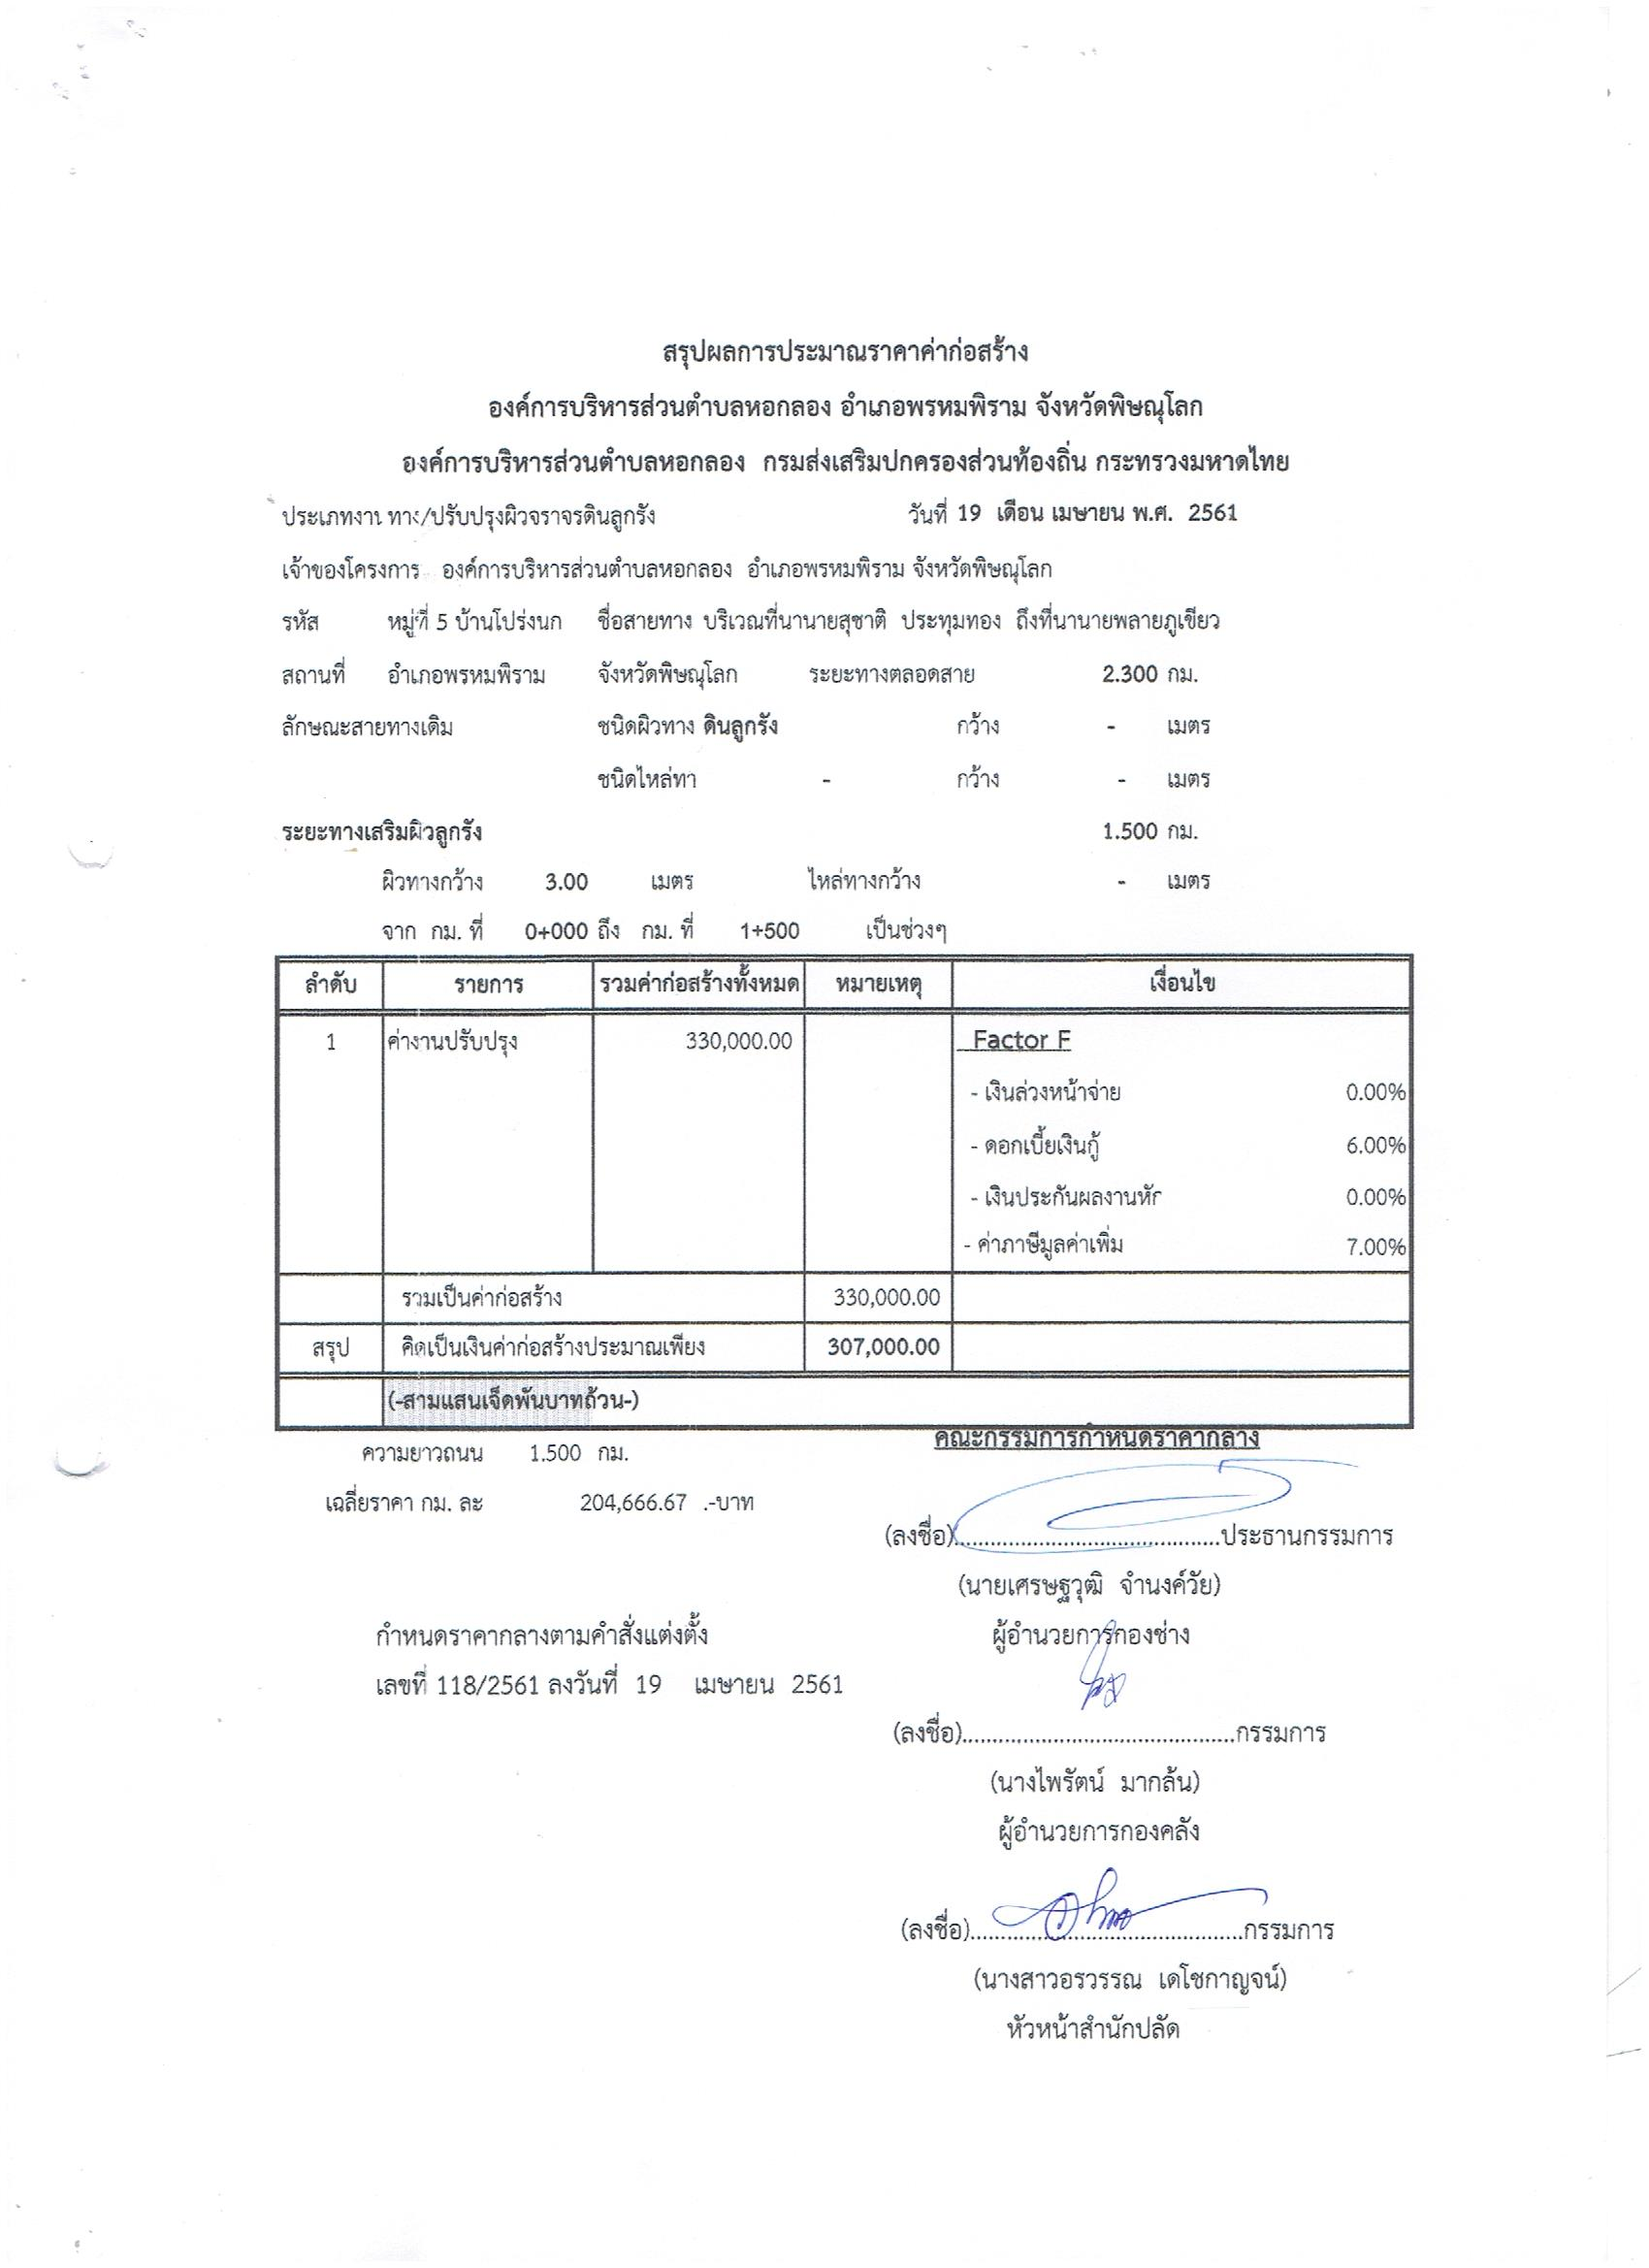 สรุปผลการประมาณราคาค่าก่อสร้าง
องค์การบริหารส่วนตำบลหอกลอง อำเภอพรหมพิราม จังหวัดพิษณุโลก
องค์การบริหารส่วนตำบลหอกลอง กรมส่งเสริมปกครองส่วนท้องถิ่น กระทรวงมหาดไทย
ประเภทงาน ทาง/ปรับปรุงผิวจราจรดินลูกรัง วันที่ 19 เดือน เมษายน พ.ศ. 2561
เจ้าของโครงการ องค์การบริหารส่วนตำบลหอกลอง อำเภอพรหมพิราม จังหวัดพิษณุโลก
รหัส หมู่ที่ 5 บ้านโปร่งนก ชื่อสายทาง บริเวณที่นานายสุชาติ ประทุมทอง ถึงที่นานายพลายภูเขียว
สถานที่ อำเภอพรหมพิราม จังหวัดพิษณุโลก ระยะทางตลอดสาย 2.300 กม.
ลักษณะสายทางเดิม ชนิดผิวทาง ดินลูกรัง กว้าง - เมตร
ชนิดไหล่ทา - กว้าง - เมตร
ระยะทางเสริมผิวลูกรัง 1.500 กม.
ผิวทางกว้าง 3.00 เมตร ไหล่ทางกว้าง - เมตร
จาก กม. ที่ 0+000 ถึง กม. ที่ 1+500 เป็นช่วงๆ
ลำดับ รายการ รวมค่าก่อสร้างทั้งหมด หมายเหตุ เงื่อนไข
1 ค่างานปรับปรุง 330,000.00 Factor F
- เงินล่วงหน้าจ่าย 0.00%
- ดอกเบี้ยเงินกู้ 6.00%
- เงินประกันผลงานหัก 0.00%
- ค่าภาษีมูลค่าเพิ่ม 7.00%
รวมเป็นค่าก่อสร้าง 330,000.00
สรุป คิดเป็นเงินค่าก่อสร้างประมาณเพียง 307,000.00
(-สามแสนเจ็ดพันบาทถ้วน-)
คณะกรรมการกำหนดราคากลาง
ความยาวถนน 1.500 กม.
เฉลี่ยราคา กม. ละ 204,666.67 .-บาท
(ลงชื่อ)............................................ประธานกรรมการ
(นายเศรษฐวุฒิ จำนงค์วัย)
กำหนดราคากลางตามคำสั่งแต่งตั้ง ผู้อำนวยการกองช่าง
เลขที่ 118/2561 ลงวันที่ 19 เมษายน 2561
(ลงชื่อ)............................................กรรมการ
(นางไพรัตน์ มากล้น)
ผู้อำนวยการกองคลัง
(ลงชื่อ)............................................กรรมการ
(นางสาวอรวรรณ เดโชกาญจน์)
หัวหน้าสำนักปลัด